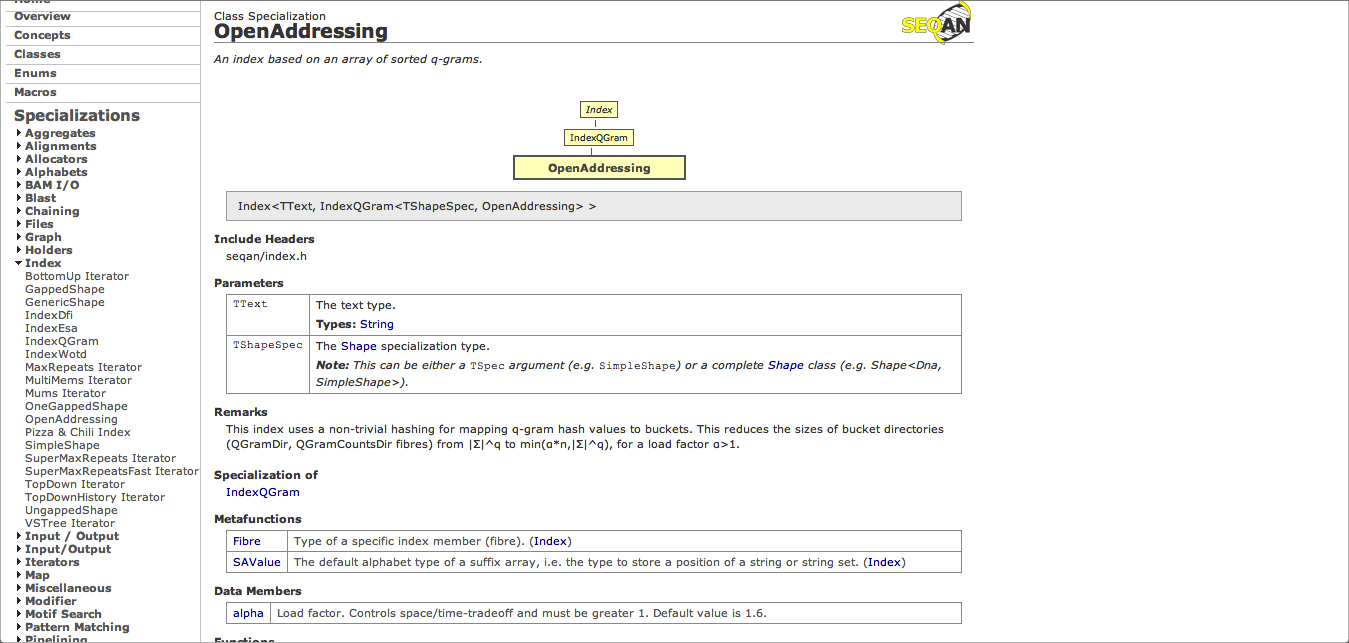 Home
Overview
Concepts
Classes
Enums
Macros
Specializations
Aggregates
Alignments
Allocators
Alphabets
BAM I/O
Blast
Chaining
Files
Graph
Holders
Index
BottomUp Iterator
GappedShape
GenericShape
IndexDfi
IndexEsa
IndexQGram
IndexWotd
MaxRepeats Iterator
MultiMems Iterator
Mums Iterator
OneGappedShape
OpenAddressing
Pizza & Chili Index
SimpleShape
SuperMaxRepeats Iterator
SuperMaxRepeatsFast Iterator
TopDown Iterator
TopDownHistory Iterator
UngappedShape
VSTree Iterator
Input / Output
Input/Output
Iterators
Map
Miscellaneous
Modifier
Motif Search
Pattern Matching
Pipelining
Class Specialization
OpenAddressing
SEQAN
An index based on an array of sorted q-grams.
Index
IndexQGram
OpenAddressing
Index<TText, IndexQGram<TShapeSpec, OpenAddressing> >
Include Headers
seqan/index.h
Parameters
TText The text type.
Types: String
TShapeSpec The Shape specialization type.
Note: This can be either a TSpec argument (e.g. SimpleShape) or a complete Shape class (e.g. Shape<Dna,
SimpleShape>).
Remarks
This index uses a non-trivial hashing for mapping q-gram hash values to buckets. This reduces the sizes of bucket directories
(QGramDir, QGramCountsDir fibres) from |Σ|^q to min(α*n,|Σ|^q), for a load factor α>1.
Specialization of
IndexQGram
Metafunctions
Fibre Type of a specific index member (fibre). (Index)
SAValue The default alphabet type of a suffix array, i.e. the type to store a position of a string or string set. (Index)
Data Members
alpha Load factor. Controls space/time-tradeoff and must be greater 1. Default value is 1.6.
Functions